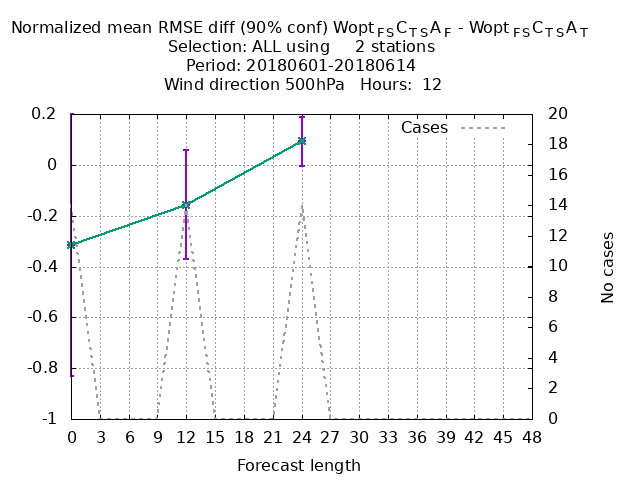 Normalized mean RMSE diff (90% conf) Wopt FS C TS A F - Wopt FS C TS A T
Selection: ALL using     2 stations
Period: 20180601-20180614
Wind direction 500hPa   Hours:  12
Cases
0.2
0
-0.2
-0.4
-0.6
-0.8
-1
20
18
16
14
12
10
8
6
4
2
0
No cases
0 3 6 9 12 15 18 21 24 27 30 33 36 39 42 45 48
Forecast length